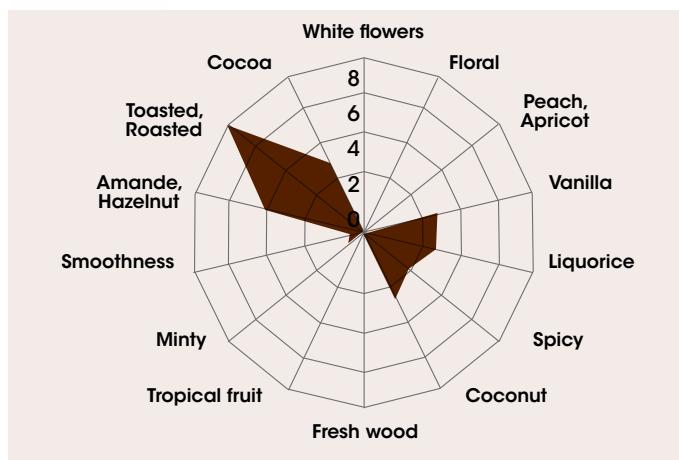 White flowers
Cocoa
Floral
8
Peach,
Apricot
Toasted,
Roasted
6
4
Amande,
Hazelnut
2
Vanilla
0
Smoothness
Liquorice
Minty
Spicy
Tropical fruit
Coconut
Fresh wood